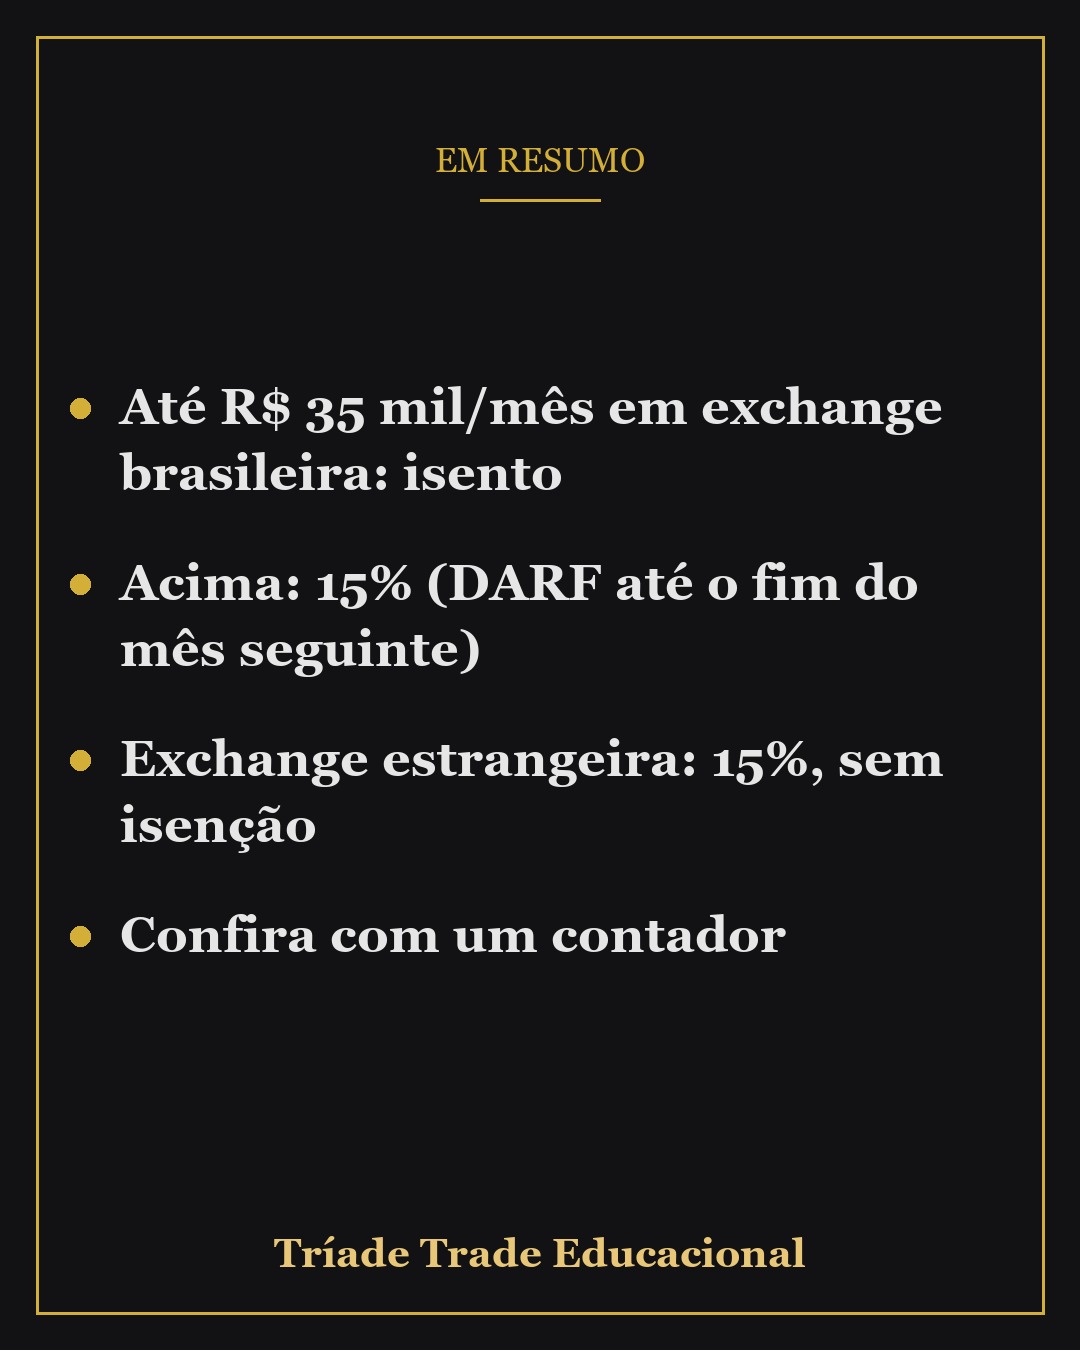 EM RESUMO
Até R$ 35 mil/mês em exchange
brasileira: isento
Acima: 15% (DARF até o fim do
mês seguinte)
Exchange estrangeira: 15%, sem
isenção
Confira com um contador
Tríade Trade Educacional